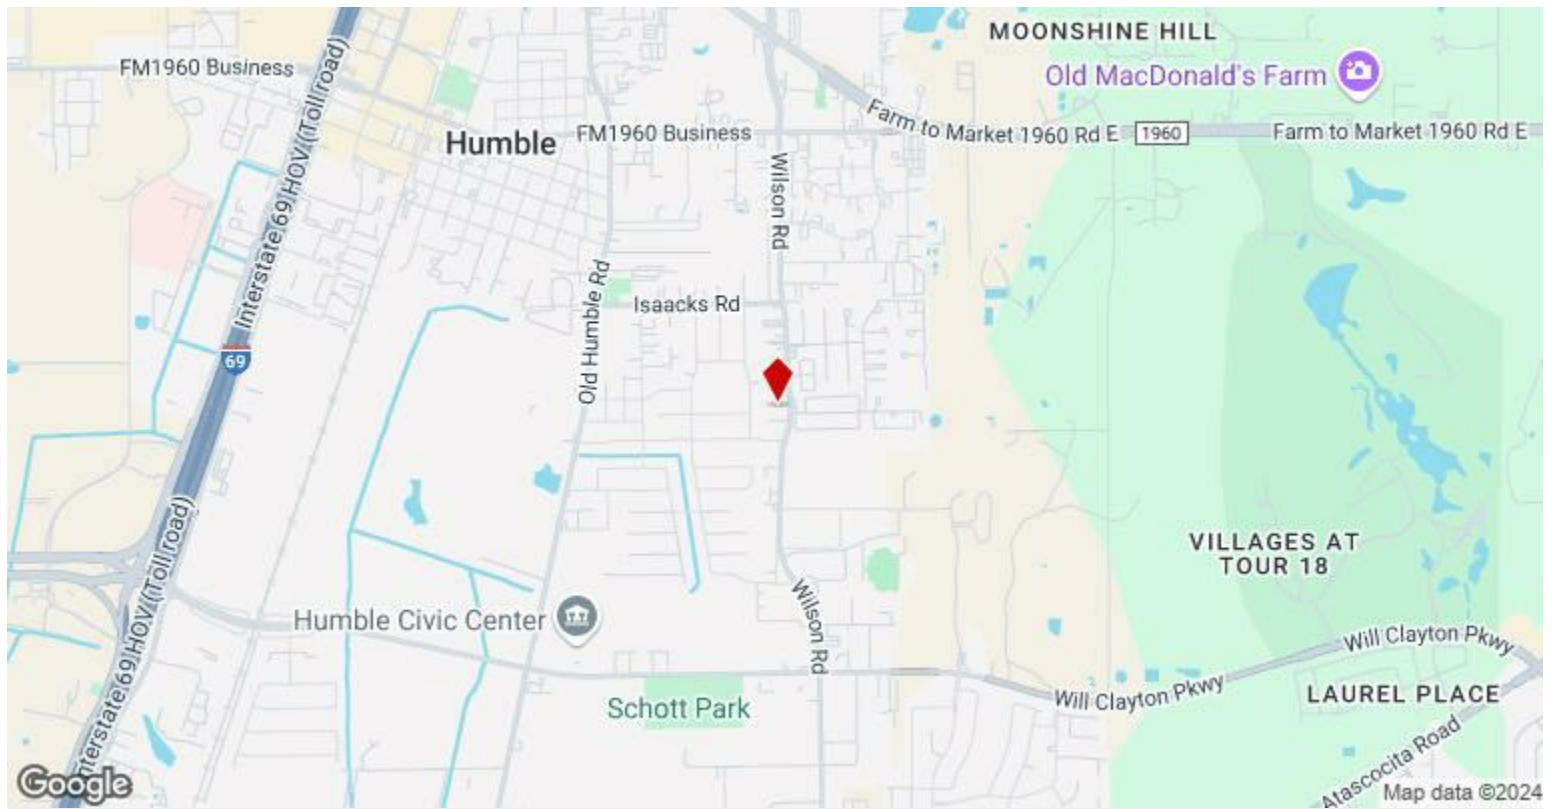 MOONSHINE HILL
FM1960 Business
Old MacDonald's Farm
Farm to Market 1960 Rd E
1960
Farm to Market 1960 Rd E
Humble
FM1960 Business
Interstate 69 HOV (Toll road)
Wilson Rd
Isaacks Rd
Old Humble Rd
69
VILLAGES AT
TOUR 18
Interstate 69 HOV (Toll road)
Humble Civic Center
Wilson Rd
Will Clayton Pkwy
Will Clayton Pkwy
LAUREL PLACE
Schott Park
Atascocita Road
Google
Map data ©2024